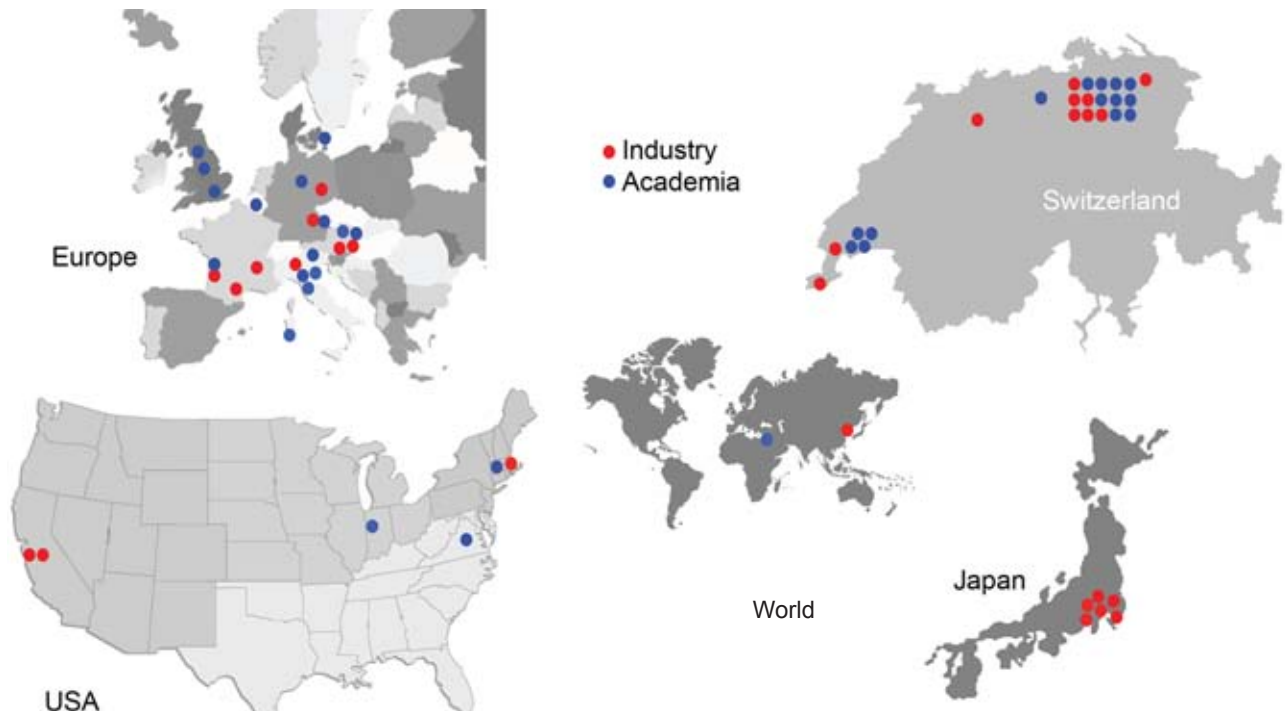 Industry
Academia
Switzerland
Europe
World
Japan
USA